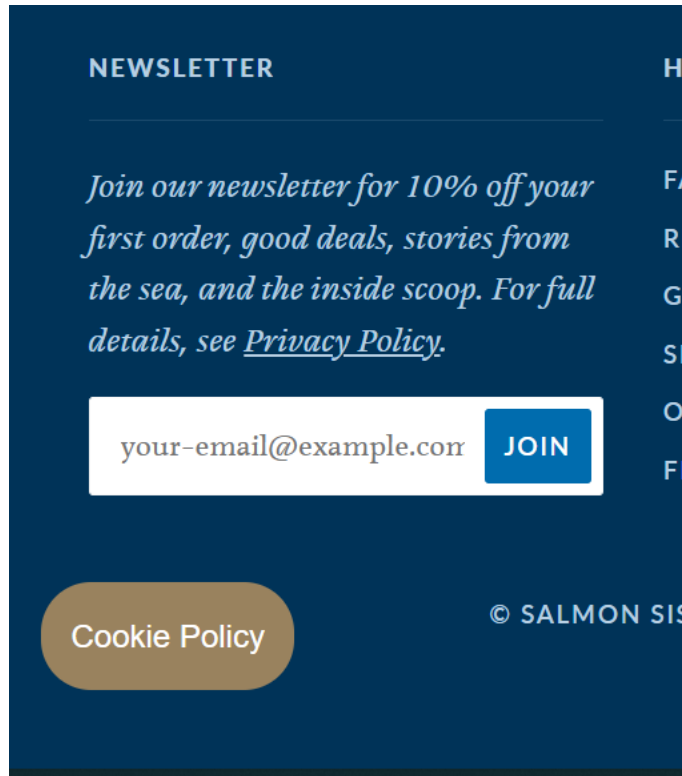 NEWSLETTER
Join our newsletter for 10% off your
first order, good deals, stories from
the sea, and the inside scoop. For full
details, see Privacy Policy.
your-email@example.com
JOIN
Cookie Policy
© SALMON